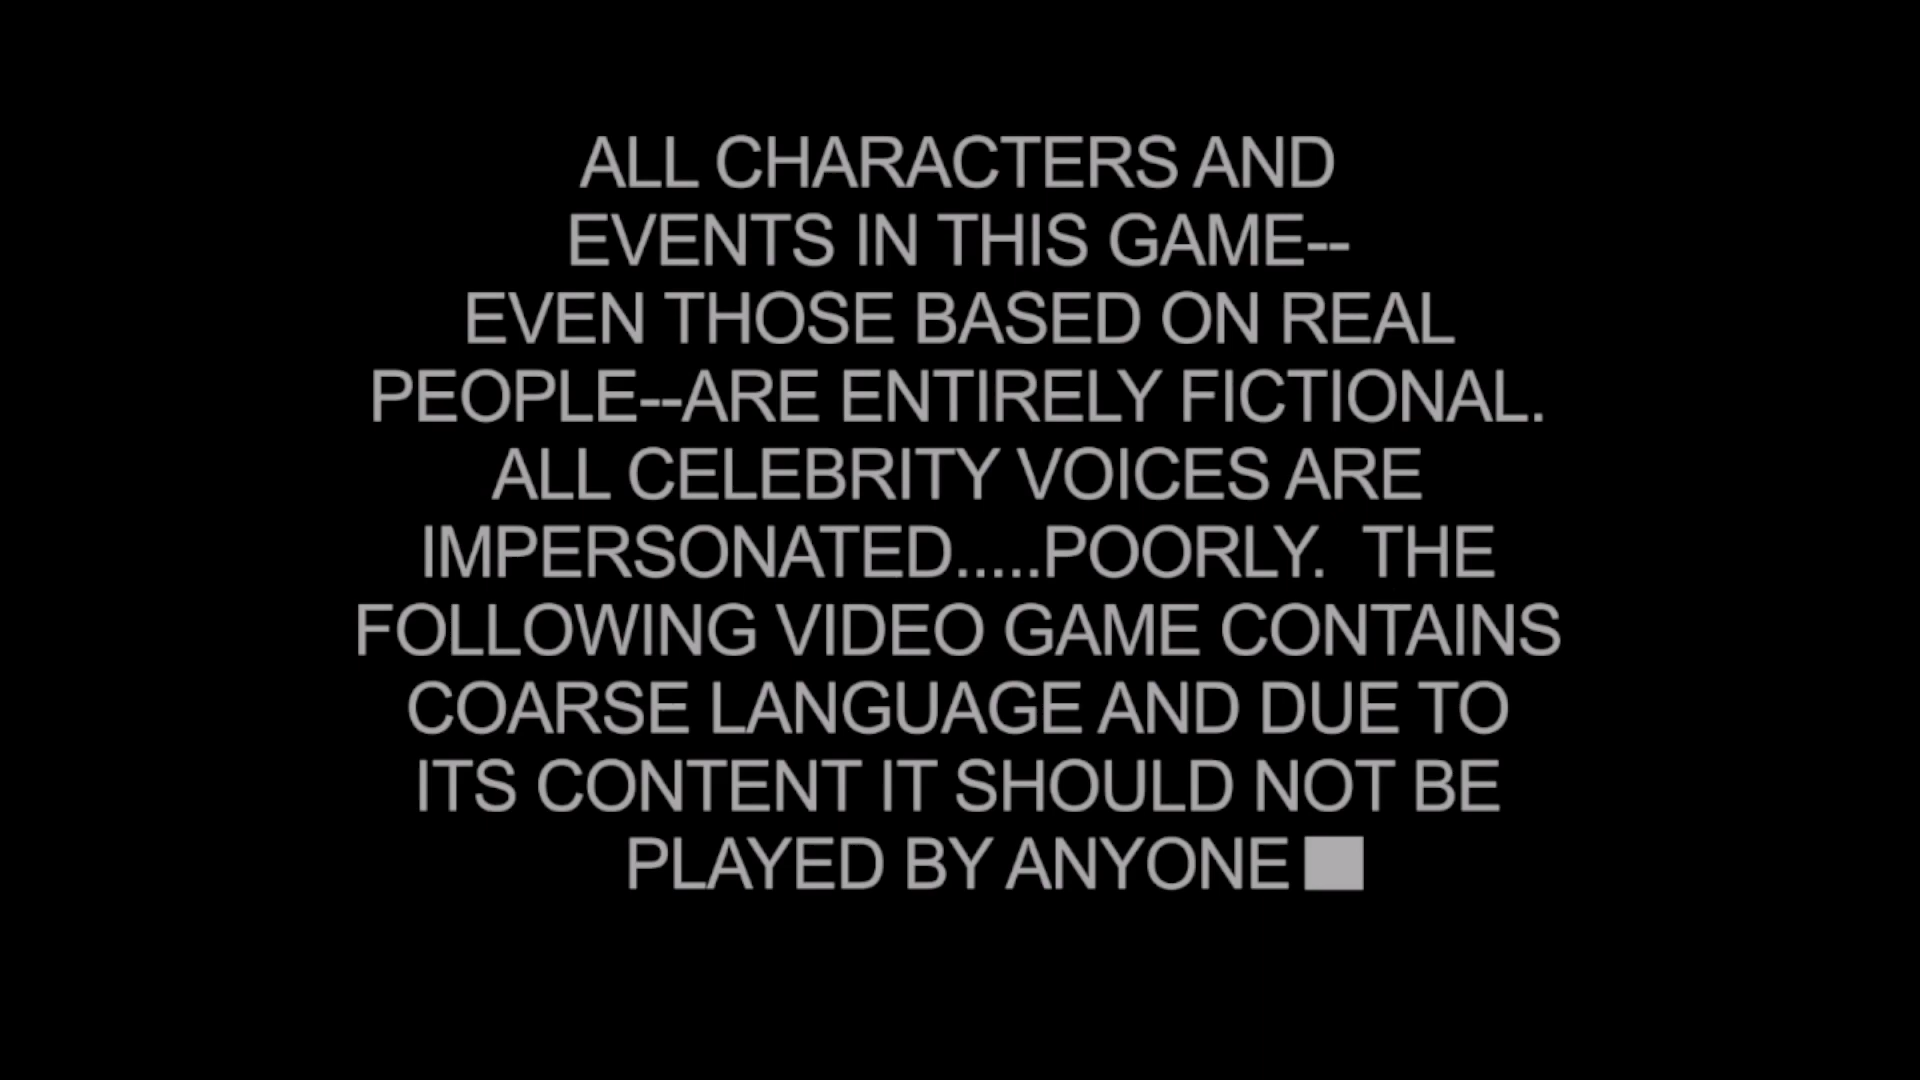 ALL CHARACTERS AND
EVENTS IN THIS GAME--
EVEN THOSE BASED ON REAL
PEOPLE--ARE ENTIRELY FICTIONAL.
ALL CELEBRITY VOICES ARE
IMPERSONATED.....POORLY.  THE
FOLLOWING VIDEO GAME CONTAINS
COARSE LANGUAGE AND DUE TO
ITS CONTENT IT SHOULD NOT BE
PLAYED BY ANYONE ■